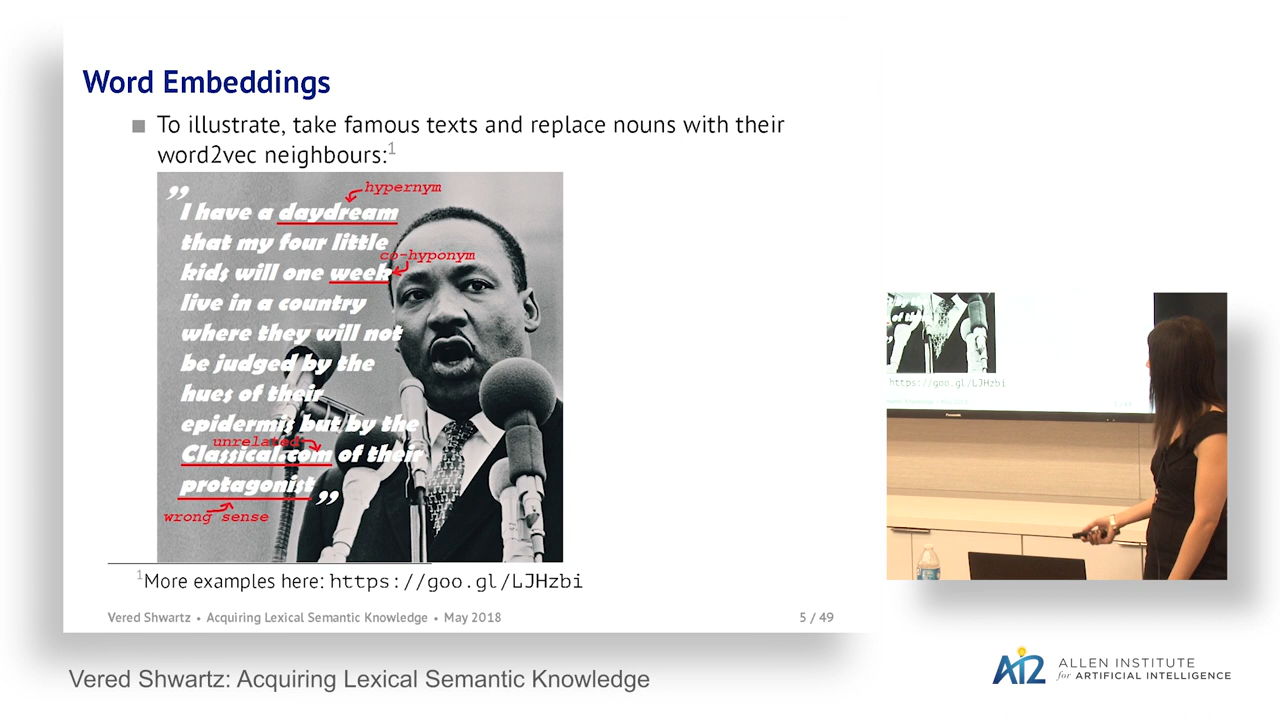 Word Embeddings
To illustrate, take famous texts and replace nouns with their
word2vec neighbours:1
hypernym
”
I have a daydream
that my four little
co-hyponym
kids will one week
live in a country
where they will not
be judged by the
hues of their
epidermis but by the
unrelated
Classical.com of their
protagonist ”
wrong sense
1More examples here: https://goo.gl/LJHzbi
Vered Shwartz • Acquiring Lexical Semantic Knowledge • May 2018 5 / 49
https://goo.gl/LJHzbi
Panasonic
Vered Shwartz: Acquiring Lexical Semantic Knowledge
AI2 ALLEN INSTITUTE
for ARTIFICIAL INTELLIGENCE